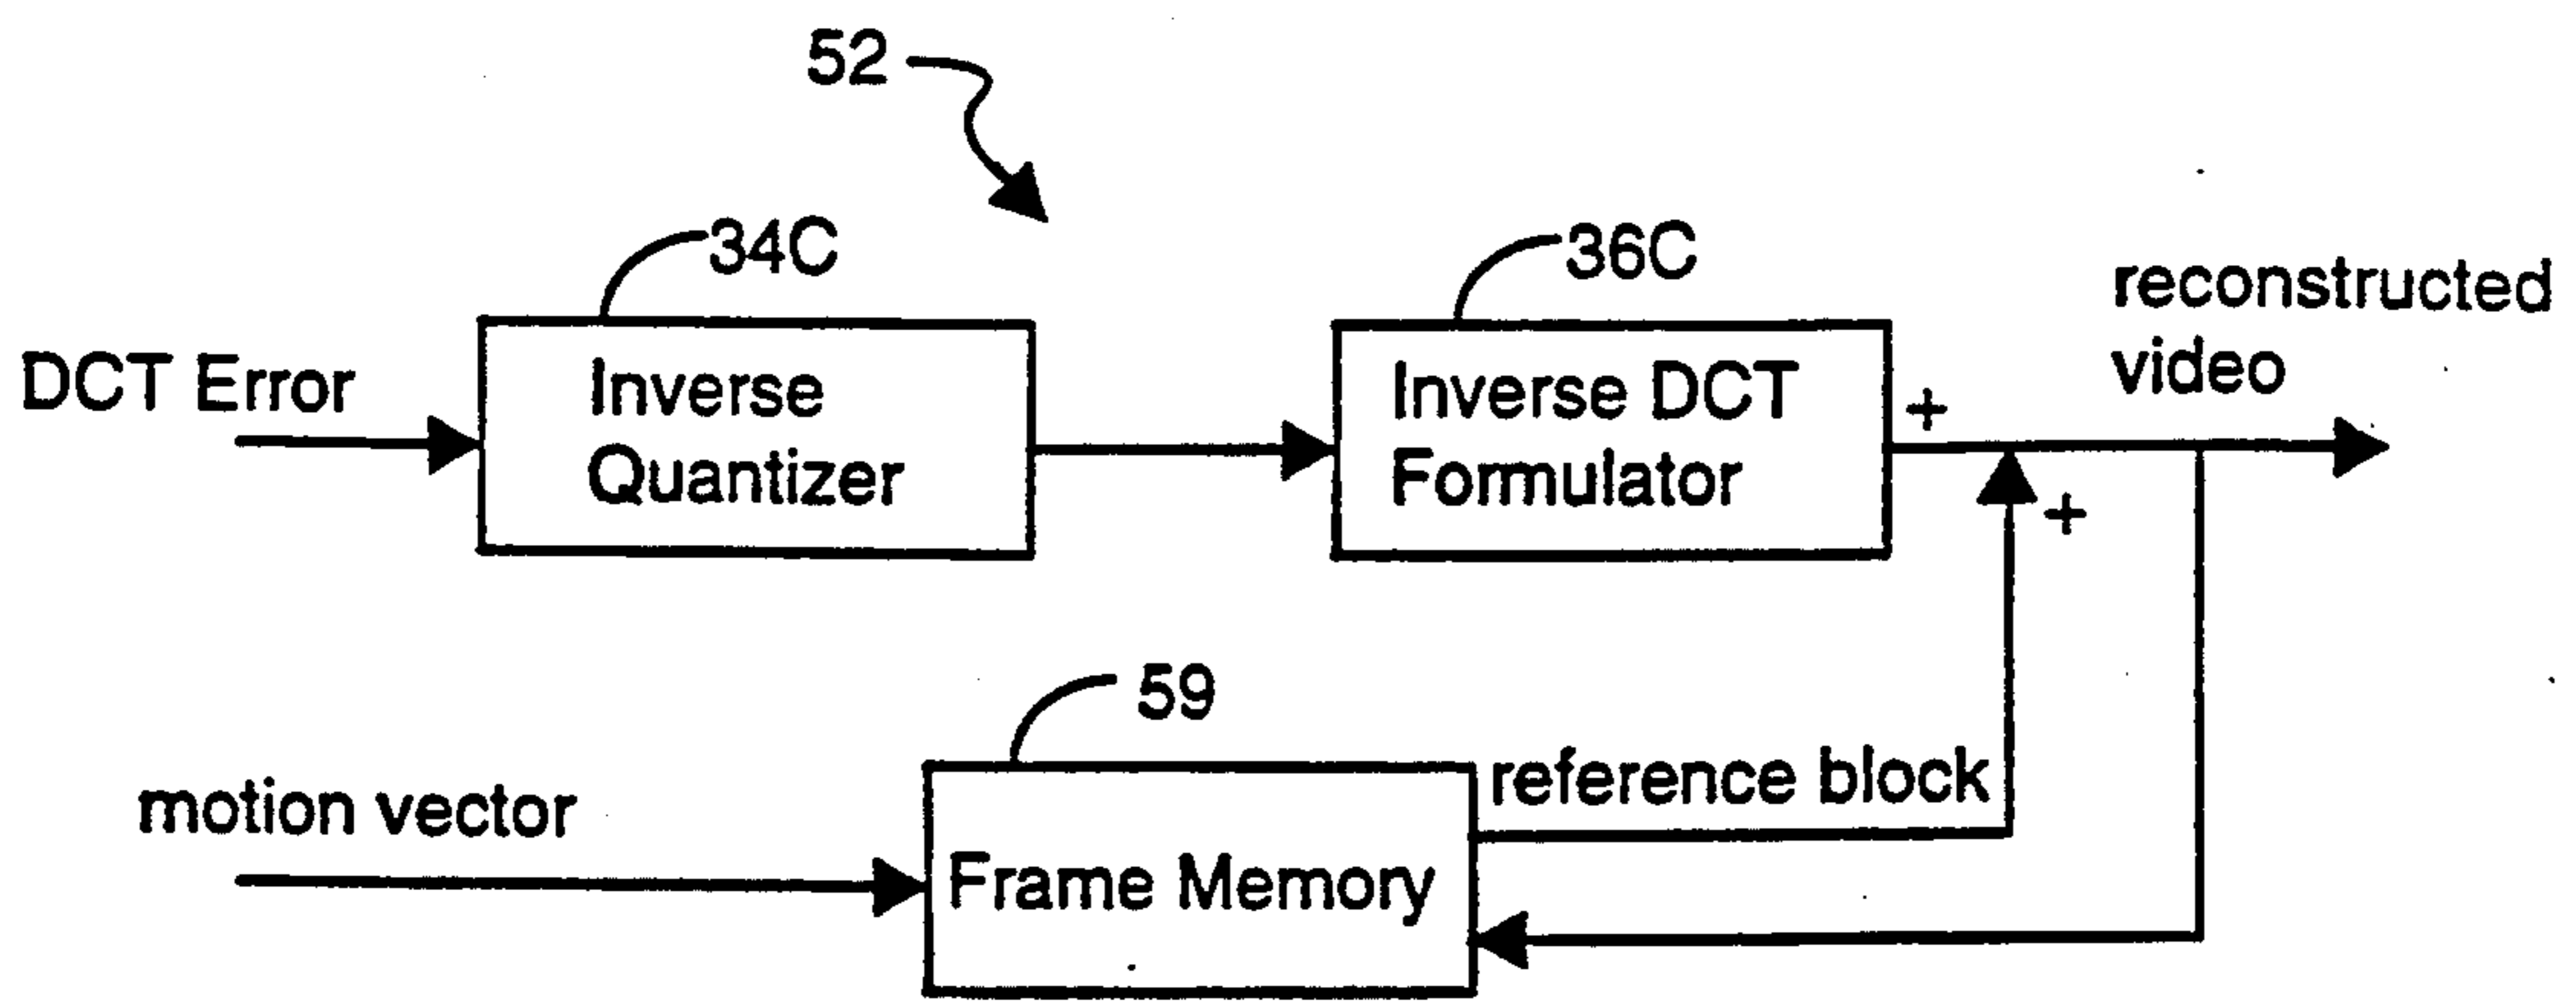 52
34C
36C
reconstructed
video
DCT Error
Inverse
Quantizer
Inverse DCT
Formulator
+
+
59
motion vector
reference block
Frame Memory